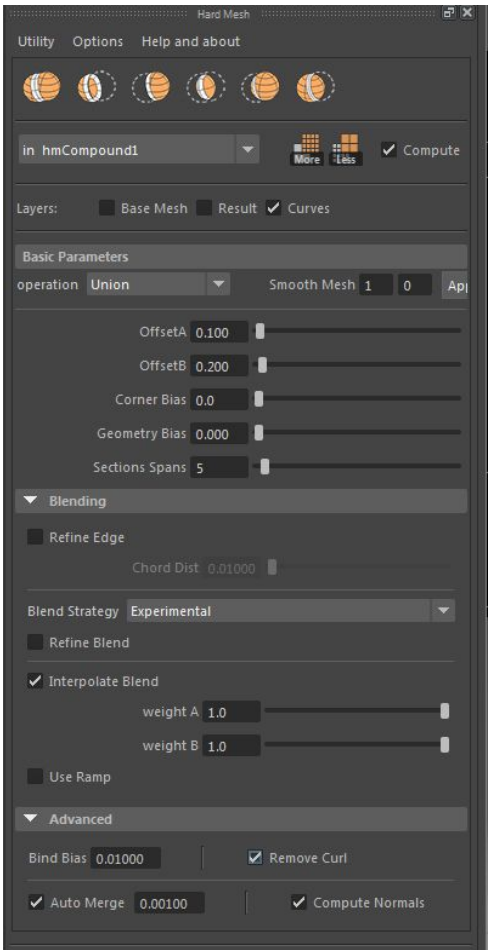 Hard Mesh
Utility Options Help and about
in hmCompound1 More Less Compute
Layers: Base Mesh Result Curves
Basic Parameters
operation Union Smooth Mesh 1 0 App
OffsetA 0.100
OffsetB 0.200
Corner Bias 0.0
Geometry Bias 0.000
Sections Spans 5
Blending
Refine Edge
Chord Dist 0.01000
Blend Strategy Experimental
Refine Blend
Interpolate Blend
weight A 1.0
weight B 1.0
Use Ramp
Advanced
Bind Bias 0.01000 Remove Curl
Auto Merge 0.00100 Compute Normals